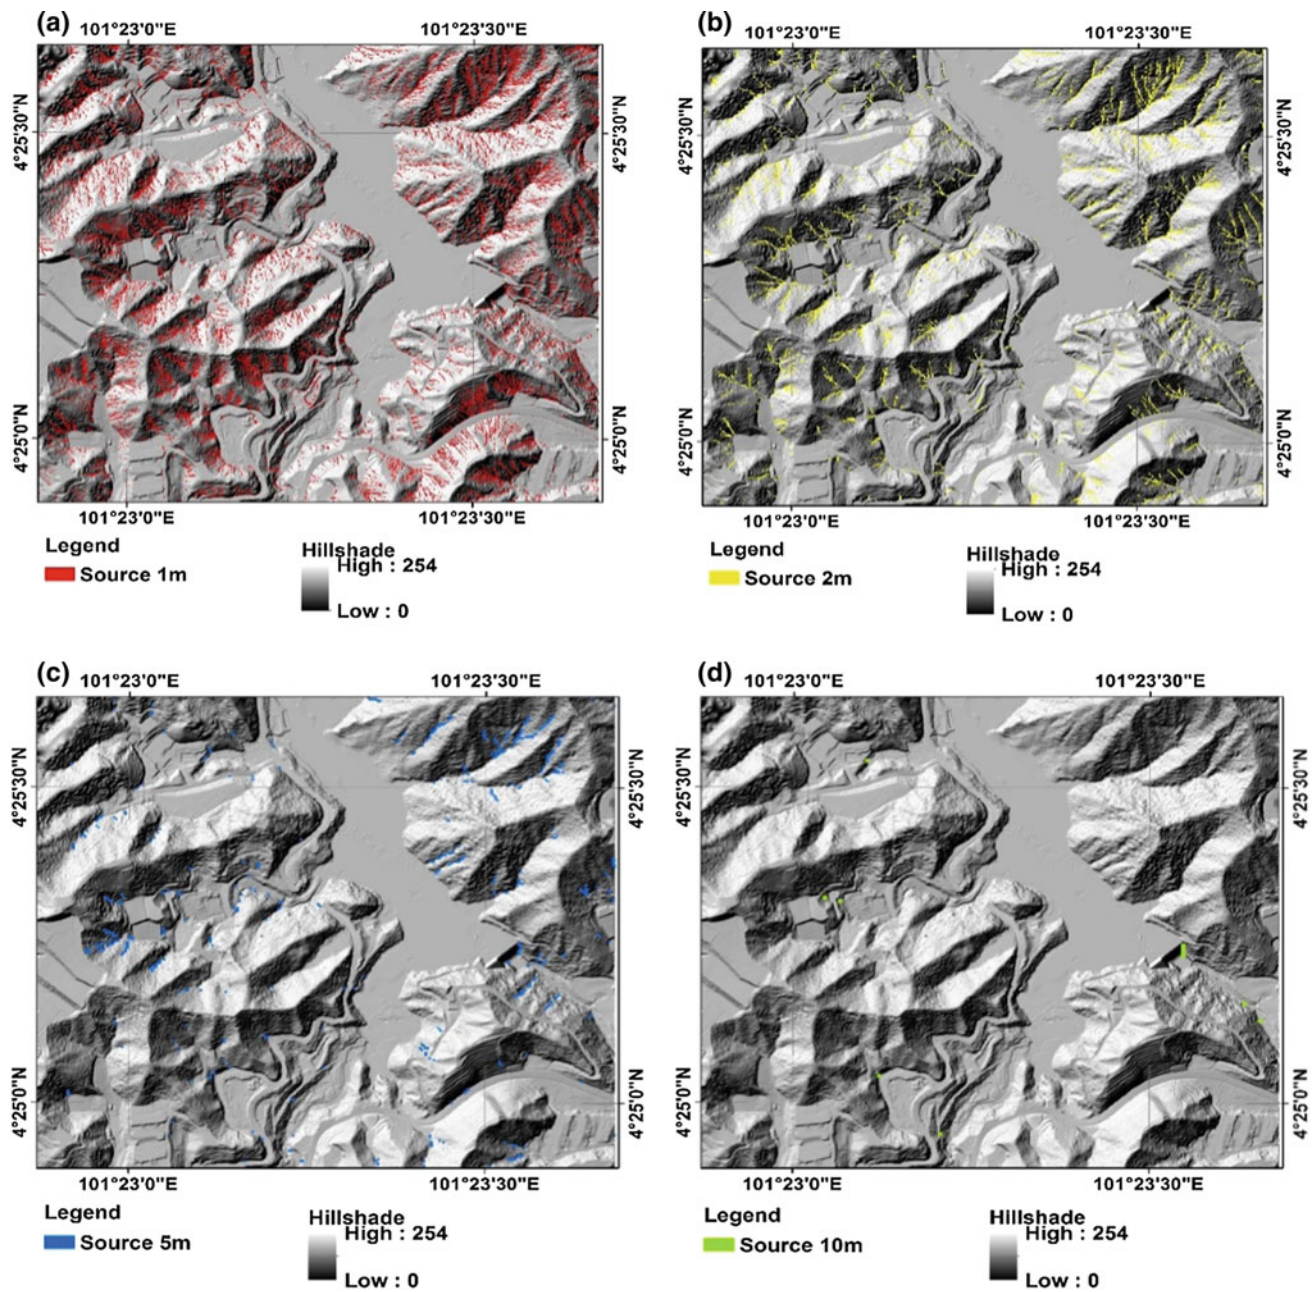 (a)
101°23'0"E
101°23'30"E
4°25'30"N
4°25'30"N
4°25'0"N
4°25'0"N
101°23'0"E
101°23'30"E
Legend
Source 1m
Hillshade
High : 254
Low : 0
(b)
101°23'0"E
101°23'30"E
4°25'30"N
4°25'30"N
4°25'0"N
4°25'0"N
101°23'0"E
101°23'30"E
Legend
Source 2m
Hillshade
High : 254
Low : 0
(c)
101°23'0"E
101°23'30"E
4°25'30"N
4°25'30"N
4°25'0"N
4°25'0"N
101°23'0"E
101°23'30"E
Legend
Source 5m
Hillshade
High : 254
Low : 0
(d)
101°23'0"E
101°23'30"E
4°25'30"N
4°25'30"N
4°25'0"N
4°25'0"N
101°23'0"E
101°23'30"E
Legend
Source 10m
Hillshade
High : 254
Low : 0